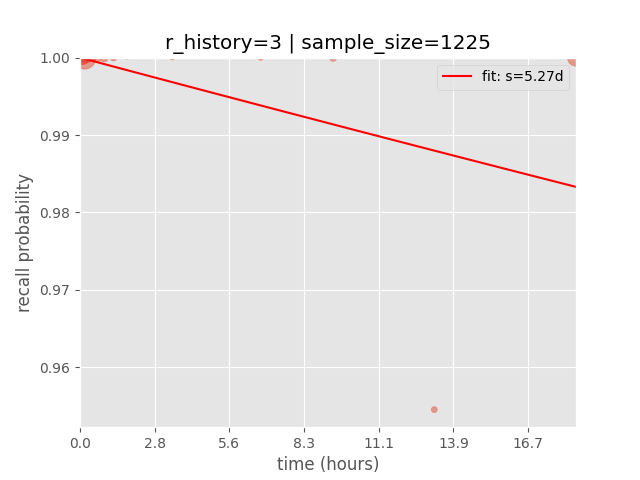 r_history=3 | sample_size=1225
1.00
0.99
0.98
0.97
0.96
recall probability
fit: s=5.27d
0.0 2.8 5.6 8.3 11.1 13.9 16.7
time (hours)